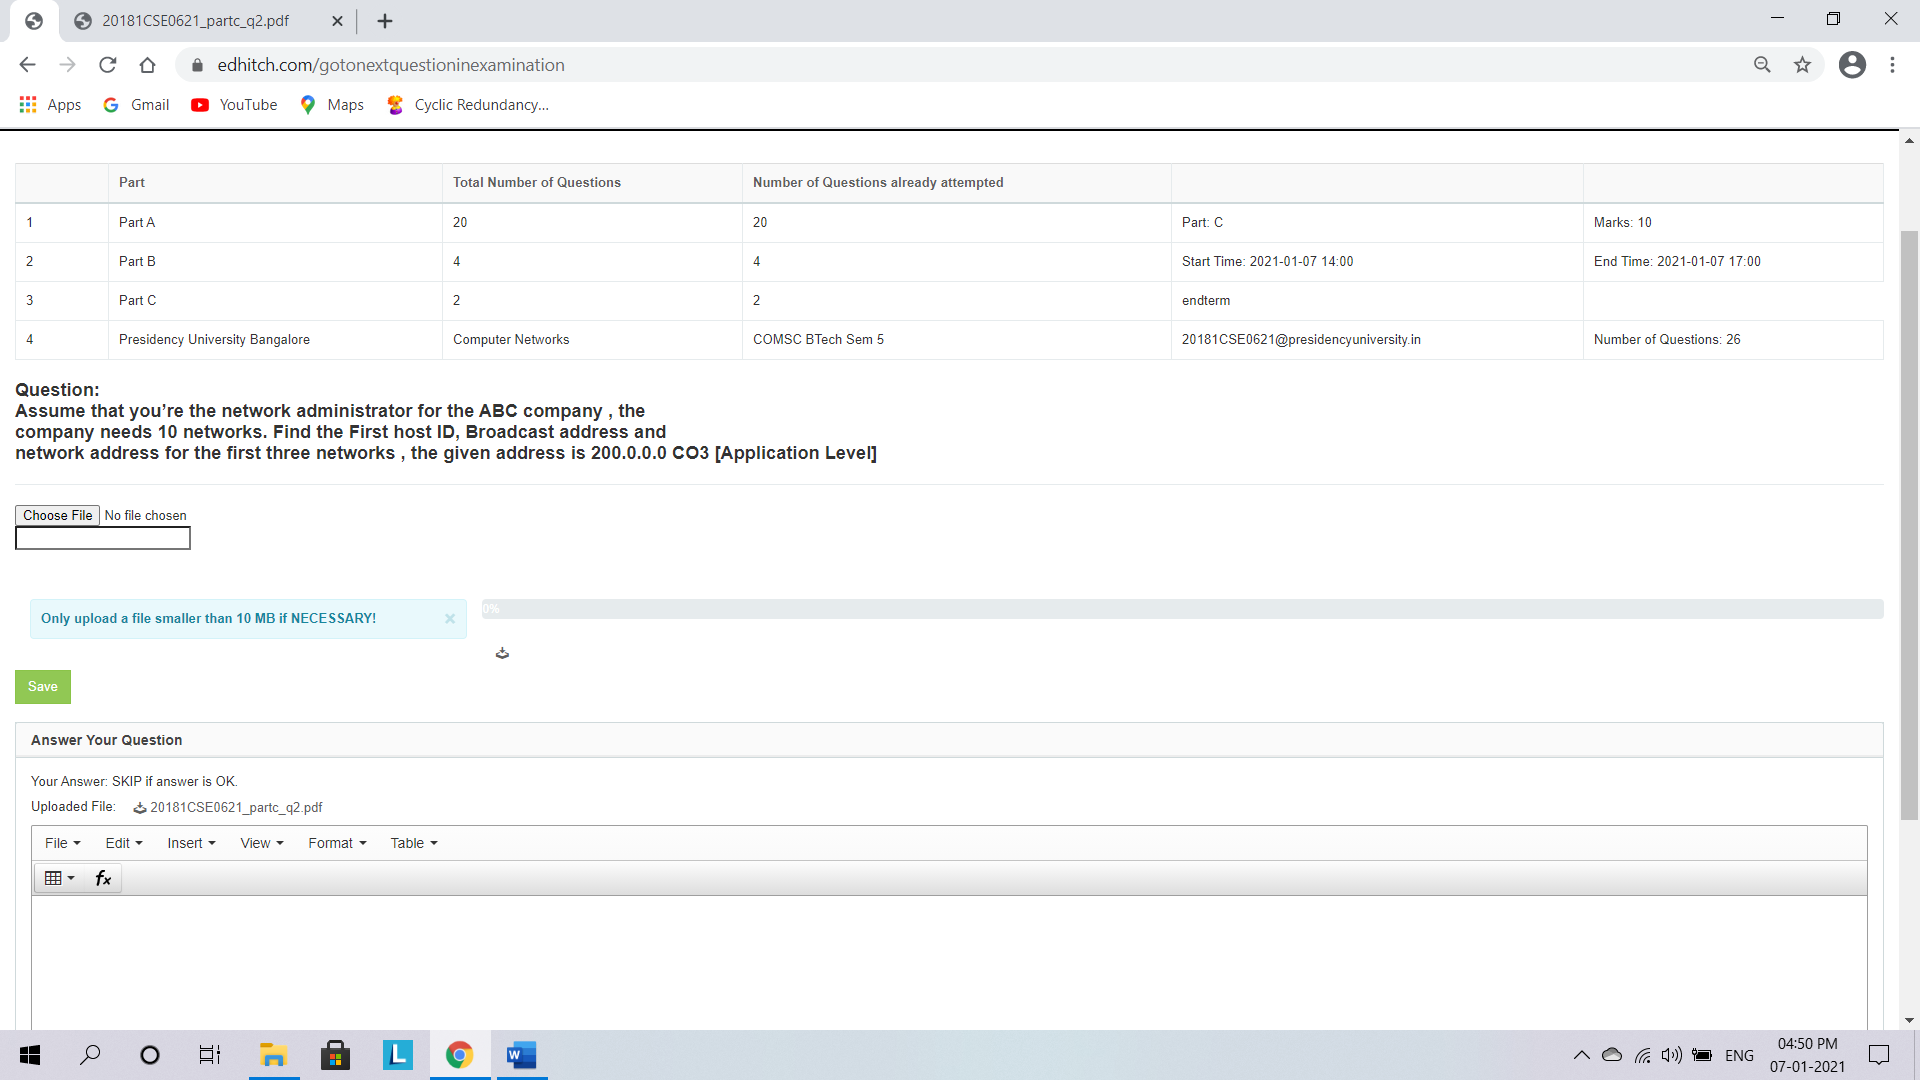 20181CSE0621_partc_q2.pdf
edhitch.com/gotonextquestioninexamination
Apps Gmail YouTube Maps Cyclic Redundancy...
Part Total Number of Questions Number of Questions already attempted
1 Part A 20 20 Part: C Marks: 10
2 Part B 4 4 Start Time: 2021-01-07 14:00 End Time: 2021-01-07 17:00
3 Part C 2 2 endterm
4 Presidency University Bangalore Computer Networks COMSC BTech Sem 5 20181CSE0621@presidencyuniversity.in Number of Questions: 26
Question:
Assume that you’re the network administrator for the ABC company , the
company needs 10 networks. Find the First host ID, Broadcast address and
network address for the first three networks , the given address is 200.0.0.0 CO3 [Application Level]
Choose File No file chosen
Only upload a file smaller than 10 MB if NECESSARY! × 0%
Save
Answer Your Question
Your Answer: SKIP if answer is OK.
Uploaded File: 20181CSE0621_partc_q2.pdf
File Edit Insert View Format Table
fx
L W ENG 04:50 PM
07-01-2021